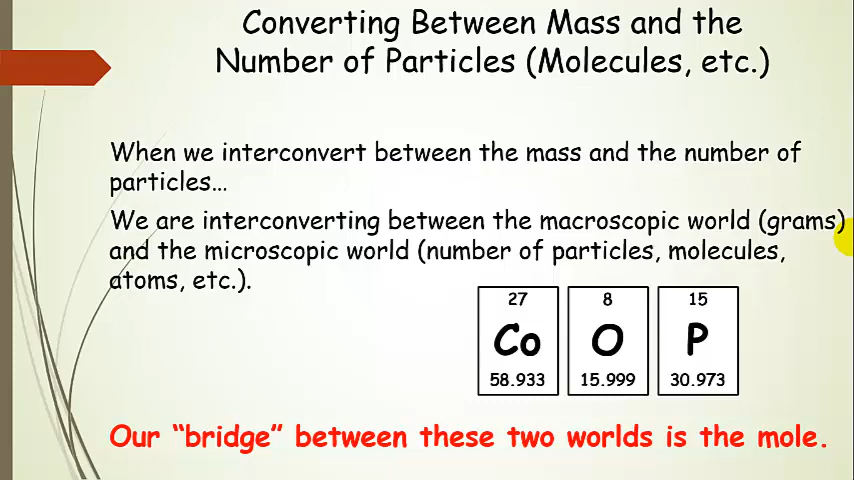 Converting Between Mass and the
Number of Particles (Molecules, etc.)
When we interconvert between the mass and the number of
particles...
We are interconverting between the macroscopic world (grams)
and the microscopic world (number of particles, molecules,
atoms, etc.).
27 8 15
Co O P
58.933 15.999 30.973
Our “bridge” between these two worlds is the mole.